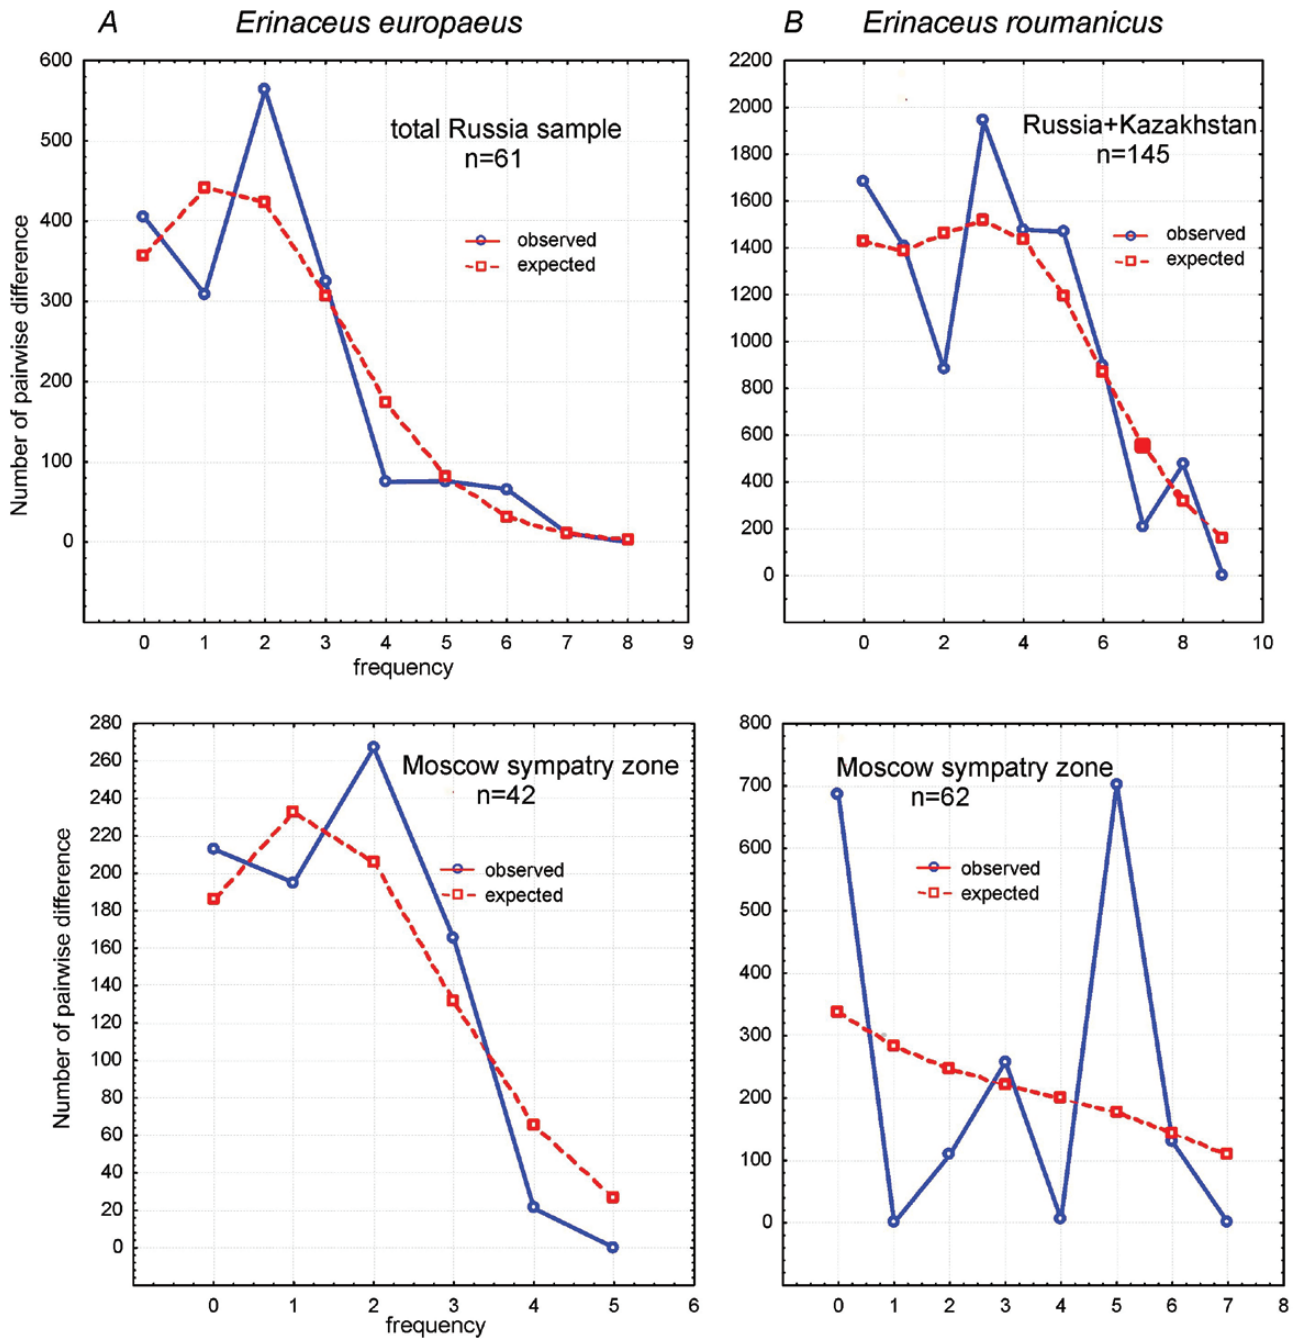 A Erinaceus europaeus
B Erinaceus roumanicus
Number of pairwise difference
600
500
400
300
200
100
0
total Russia sample
n=61
observed
expected
0 1 2 3 4 5 6 7 8 9
frequency
2200
2000
1800
1600
1400
1200
1000
800
600
400
200
0
Russia+Kazakhstan
n=145
observed
expected
0 2 4 6 8 10
Number of pairwise difference
280
260
240
220
200
180
160
140
120
100
80
60
40
20
0
Moscow sympatry zone
n=42
observed
expected
0 1 2 3 4 5 6
frequency
800
700
600
500
400
300
200
100
0
Moscow sympatry zone
n=62
observed
expected
0 1 2 3 4 5 6 7 8